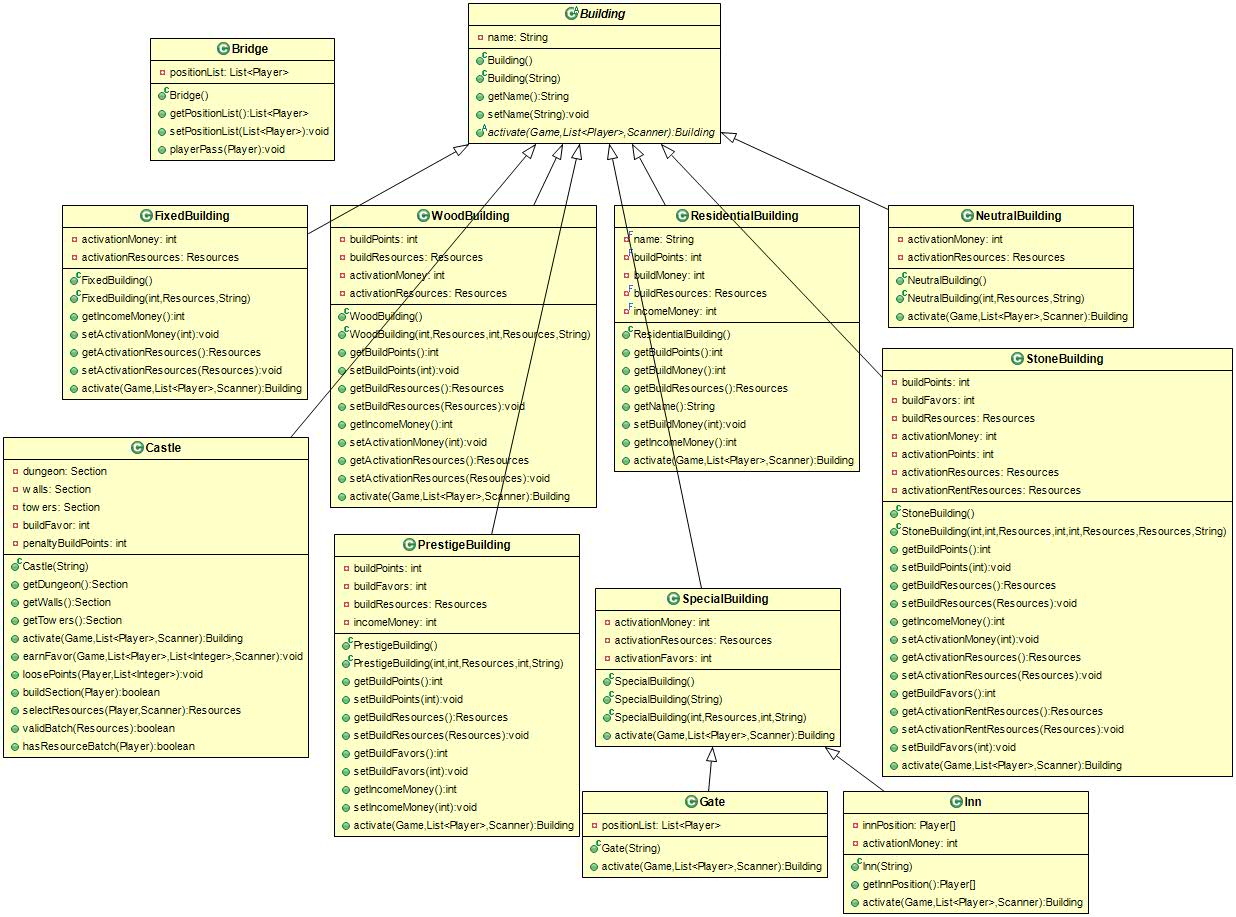 Building
name: String
Building()
Building(String)
getName():String
setName(String):void
activate(Game,List<Player>,Scanner):Building
Bridge
positionList: List<Player>
Bridge()
getPositionList():List<Player>
setPositionList(List<Player>):void
playerPass(Player):void
FixedBuilding
activationMoney: int
activationResources: Resources
FixedBuilding()
FixedBuilding(int,Resources,String)
getIncomeMoney():int
setActivationMoney(int):void
getActivationResources():Resources
setActivationResources(Resources):void
activate(Game,List<Player>,Scanner):Building
WoodBuilding
buildPoints: int
buildResources: Resources
activationMoney: int
activationResources: Resources
WoodBuilding()
WoodBuilding(int,Resources,int,Resources,String)
getBuildPoints():int
setBuildPoints(int):void
getBuildResources():Resources
setBuildResources(Resources):void
getIncomeMoney():int
setActivationMoney(int):void
getActivationResources():Resources
setActivationResources(Resources):void
activate(Game,List<Player>,Scanner):Building
ResidentialBuilding
name: String
buildPoints: int
buildMoney: int
buildResources: Resources
incomeMoney: int
ResidentialBuilding()
getBuildPoints():int
getBuildMoney():int
getBuildResources():Resources
getName():String
setBuildMoney(int):void
getIncomeMoney():int
activate(Game,List<Player>,Scanner):Building
NeutralBuilding
activationMoney: int
activationResources: Resources
NeutralBuilding()
NeutralBuilding(int,Resources,String)
activate(Game,List<Player>,Scanner):Building
StoneBuilding
buildPoints: int
buildFavors: int
buildResources: Resources
activationMoney: int
activationPoints: int
activationResources: Resources
activationRentResources: Resources
StoneBuilding()
StoneBuilding(int,int,Resources,int,int,Resources,Resources,String)
getBuildPoints():int
setBuildPoints(int):void
getBuildResources():Resources
setBuildResources(Resources):void
getIncomeMoney():int
setActivationMoney(int):void
getActivationResources():Resources
setActivationResources(Resources):void
getBuildFavors():int
getActivationRentResources():Resources
setActivationRentResources(Resources):void
setBuildFavors(int):void
activate(Game,List<Player>,Scanner):Building
Castle
dungeon: Section
walls: Section
towers: Section
buildFavor: int
penaltyBuildPoints: int
Castle(String)
getDungeon():Section
getWalls():Section
getTowers():Section
activate(Game,List<Player>,Scanner):Building
earnFavor(Game,List<Player>,List<Integer>,Scanner):void
loosePoints(Player,List<Integer>):void
buildSection(Player):boolean
selectResources(Player,Scanner):Resources
validBatch(Resources):boolean
hasResourceBatch(Player):boolean
PrestigeBuilding
buildPoints: int
buildFavors: int
buildResources: Resources
incomeMoney: int
PrestigeBuilding()
PrestigeBuilding(int,int,Resources,int,String)
getBuildPoints():int
setBuildPoints(int):void
getBuildResources():Resources
setBuildResources(Resources):void
getBuildFavors():int
setBuildFavors(int):void
getIncomeMoney():int
setIncomeMoney(int):void
activate(Game,List<Player>,Scanner):Building
SpecialBuilding
activationMoney: int
activationResources: Resources
activationFavors: int
SpecialBuilding()
SpecialBuilding(String)
SpecialBuilding(int,Resources,int,String)
activate(Game,List<Player>,Scanner):Building
Gate
positionList: List<Player>
Gate(String)
activate(Game,List<Player>,Scanner):Building
Inn
innPosition: Player[]
activationMoney: int
Inn(String)
getInnPosition():Player[]
activate(Game,List<Player>,Scanner):Building